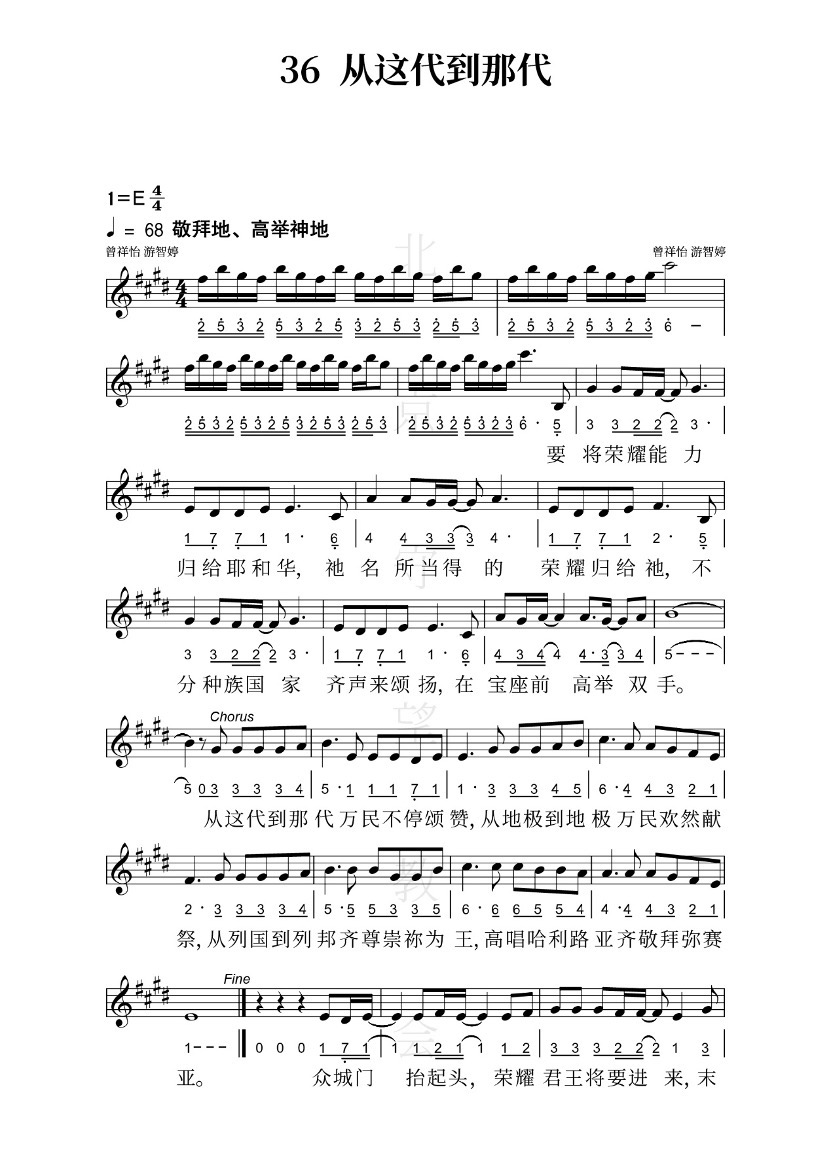 36 从这代到那代
1=E 4/4
♩ = 68 敬拜地、高举神地
曾祥怡 游智婷 曾祥怡 游智婷
2 5 3 2 5 3 2 5 3 2 5 3 2 5 3 | 2 5 3 2 5 3 2 5 3 2 3 6 –
2 5 3 2 5 3 2 5 3 2 5 3 2 5 3 | 2 5 3 2 5 3 2 5 3 2 3 6 · 5 | 3 3 2 2 2 3 ·
要 将荣耀能 力
1 7 7 1 1 · 6 | 4 4 3 3 3 4 · | 1 7 7 1 2 · 5
归给耶和华, 祂 名 所当得 的 荣耀归给祂, 不
3 3 2 2 2 3 · | 1 7 7 1 1 · 6 | 4 3 4 4 4 · 3 3 4 | 5 - - -
分 种族国 家 齐声来颂 扬, 在 宝座前 高举 双 手。
Chorus
5 0 3 3 3 3 4 | 5 · 1 1 1 7 1 | 1 · 3 3 3 4 5 | 6 · 4 4 3 2 1
从这代到那 代 万民不停颂 赞, 从地极到地 极 万民欢然献
2 · 3 3 3 3 4 | 5 · 5 5 3 3 5 | 6 · 6 6 5 5 4 | 4 · 4 4 3 2 1
祭, 从列国到列 邦齐尊崇祢为 王, 高唱哈利路 亚齐敬拜弥赛
Fine
1 - - - | 0 0 0 1 7 1 | 1 1 2 1 1 1 2 | 3 3 3 2 2 2 1 3
亚。 众城门 抬起头, 荣耀 君王将要进 来, 末
北京守望教会